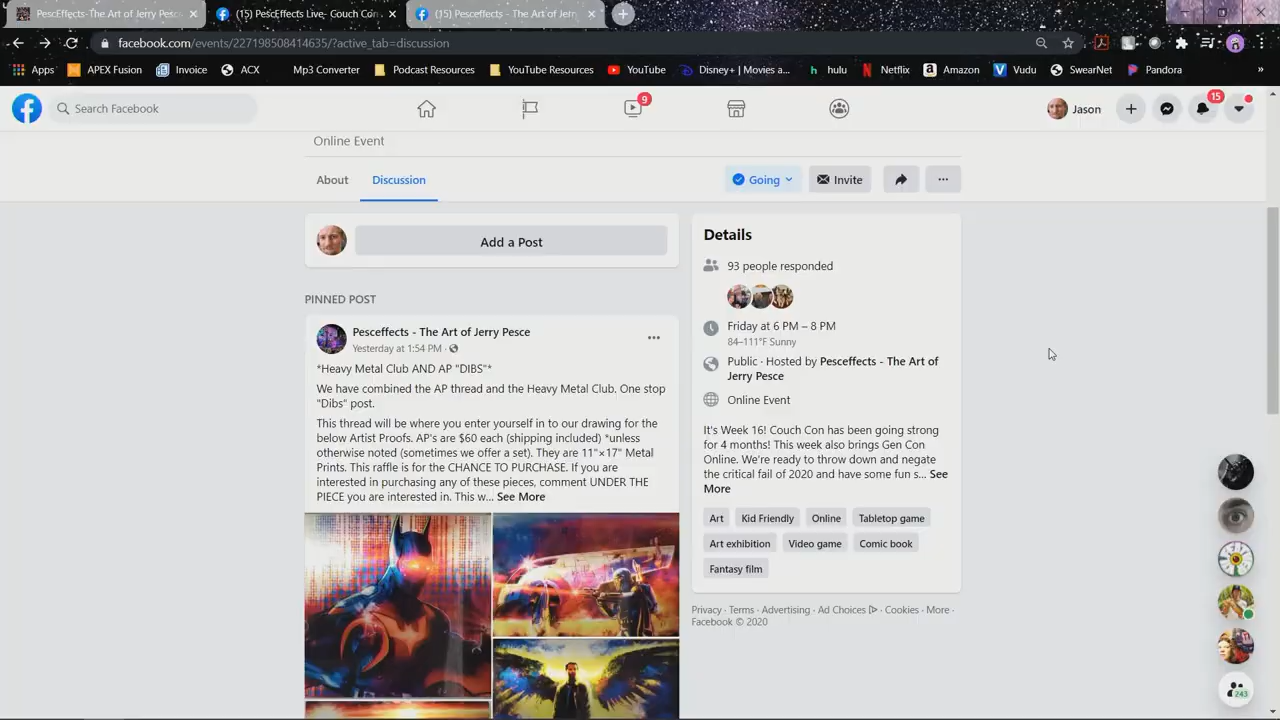 PescEffects- The Art of Jerry Pesc
(15) PescEffects Live- Couch Con
(15) Pesceffects - The Art of Jerr
facebook.com/events/227198508414635/?active_tab=discussion
Apps APEX Fusion Invoice ACX Mp3 Converter Podcast Resources YouTube Resources YouTube Disney+ | Movies a... hulu Netflix Amazon Vudu SwearNet Pandora »
Search Facebook 9 Jason 15
Online Event
About Discussion Going Invite
Add a Post
PINNED POST
Pesceffects - The Art of Jerry Pesce
Yesterday at 1:54 PM ·
*Heavy Metal Club AND AP "DIBS"*
We have combined the AP thread and the Heavy Metal Club. One stop
"Dibs" post.
This thread will be where you enter yourself in to our drawing for the
below Artist Proofs. AP's are $60 each (shipping included) *unless
otherwise noted (sometimes we offer a set). They are 11"×17" Metal
Prints. This raffle is for the CHANCE TO PURCHASE. If you are
interested in purchasing any of these pieces, comment UNDER THE
PIECE you are interested in. This w... See More
Details
93 people responded
Friday at 6 PM – 8 PM
84–111°F Sunny
Public · Hosted by Pesceffects - The Art of
Jerry Pesce
Online Event
It's Week 16! Couch Con has been going strong
for 4 months! This week also brings Gen Con
Online. We're ready to throw down and negate
the critical fail of 2020 and have some fun s... See
More
Art Kid Friendly Online Tabletop game
Art exhibition Video game Comic book
Fantasy film
Privacy · Terms · Advertising · Ad Choices · Cookies · More ·
Facebook © 2020
243